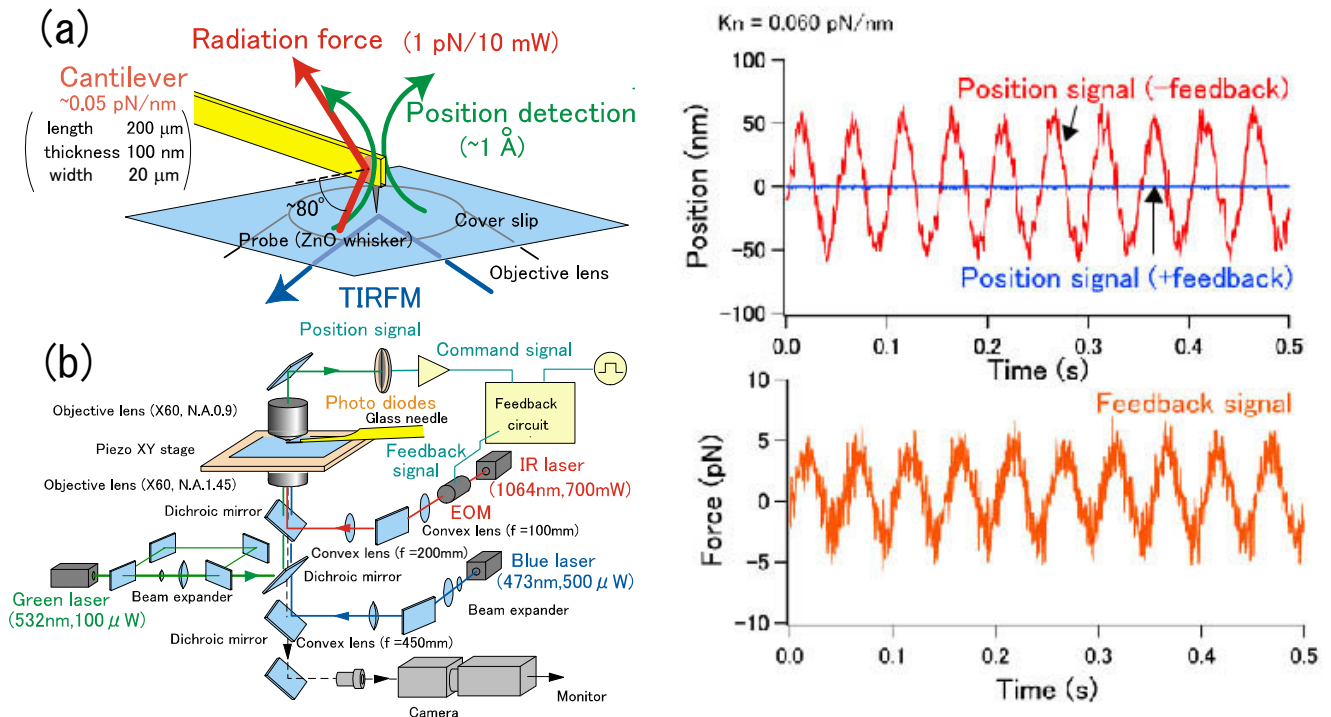 (a)
Radiation force (1 pN/10 mW)
Cantilever
~0.05 pN/nm
length 200 μm
thickness 100 nm
width 20 μm
Position detection
(~1 Å)
~80°
Cover slip
Probe (ZnO whisker)
Objective lens
TIRFM
(b)
Position signal
Command signal
Objective lens (X60, N.A.0.9)
Photo diodes
Glass needle
Feedback
circuit
Piezo XY stage
Feedback
signal
IR laser
(1064nm,700mW)
Objective lens (X60, N.A.1.45)
EOM
Dichroic mirror
Convex lens (f =100mm)
Convex lens (f =200mm)
Dichroic mirror
Blue laser
(473nm,500μW)
Green laser
(532nm,100μW)
Beam expander
Beam expander
Dichroic mirror
Convex lens (f =450mm)
Camera
Monitor
Kn = 0.060 pN/nm
100
50
0
-50
-100
Position (nm)
Position signal (−feedback)
Position signal (+feedback)
0.0 0.1 0.2 0.3 0.4 0.5
Time (s)
10
5
0
-5
-10
Force (pN)
Feedback signal
0.0 0.1 0.2 0.3 0.4 0.5
Time (s)